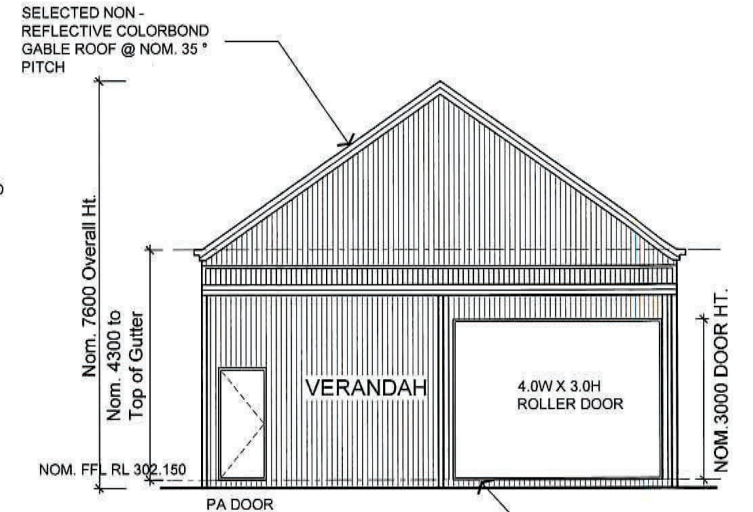 SELECTED NON -
REFLECTIVE COLORBOND
GABLE ROOF @ NOM. 35 °
PITCH
Nom. 7600 Overall Ht.
Nom. 4300 to
Top of Gutter
VERANDAH
4.0W X 3.0H
ROLLER DOOR
NOM.3000 DOOR HT.
NOM. FFL RL 302.150
PA DOOR